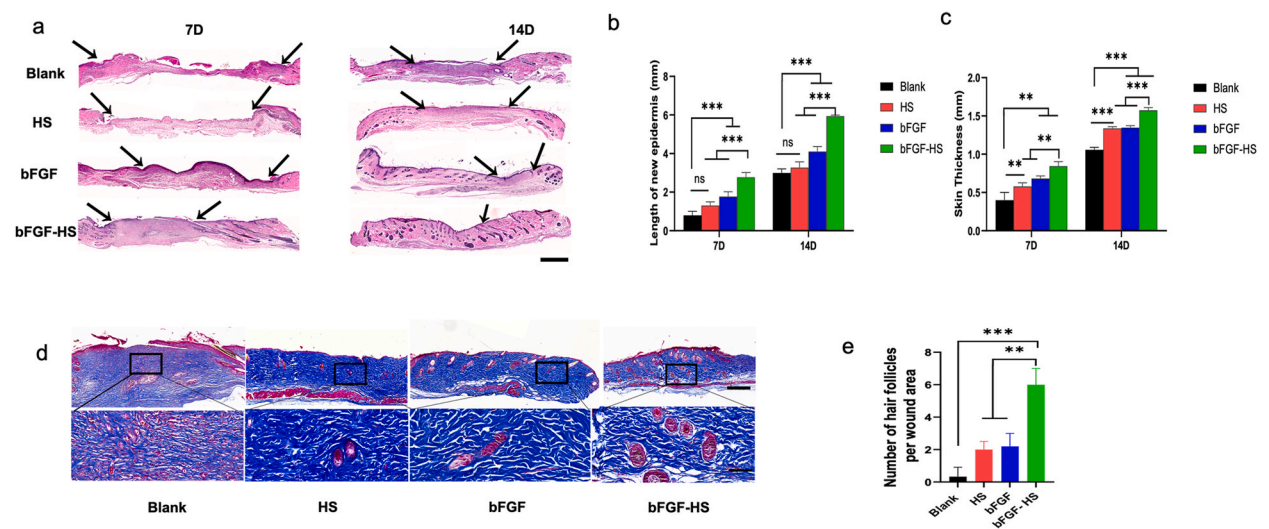 a
7D
14D
Blank
HS
bFGF
bFGF-HS
b
Length of new epidermis (mm)
8
6
4
2
0
***
***
***
***
ns
ns
7D
14D
Blank
HS
bFGF
bFGF-HS
c
Skin Thickness (mm)
2.0
1.5
1.0
0.5
0.0
***
***
***
**
**
**
7D
14D
Blank
HS
bFGF
bFGF-HS
d
Blank
HS
bFGF
bFGF-HS
e
Number of hair follicles
per wound area
8
6
4
2
0
***
**
Blank
HS
bFGF
bFGF- HS